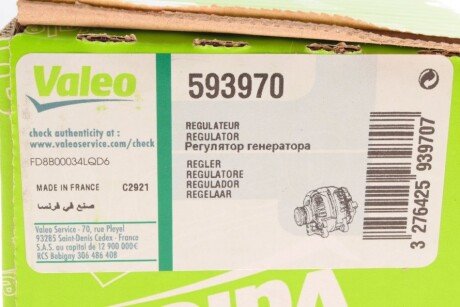 Valeo
593970
check authenticity at :
www.valeoservice.com/check
FD8B00034LQD6
MADE IN FRANCE C2921
صنع في فرنسا
Valeo Service - 70, rue Pleyel
93285 Saint-Denis Cedex - France
S.A.S. au capital de 12 900 000€
RCS Bobigny 306 486 408
REGULATEUR
REGULATOR
Регулятор генератора
REGLER
REGULATORE
REGULADOR
REGELAAR
3 276425 939707